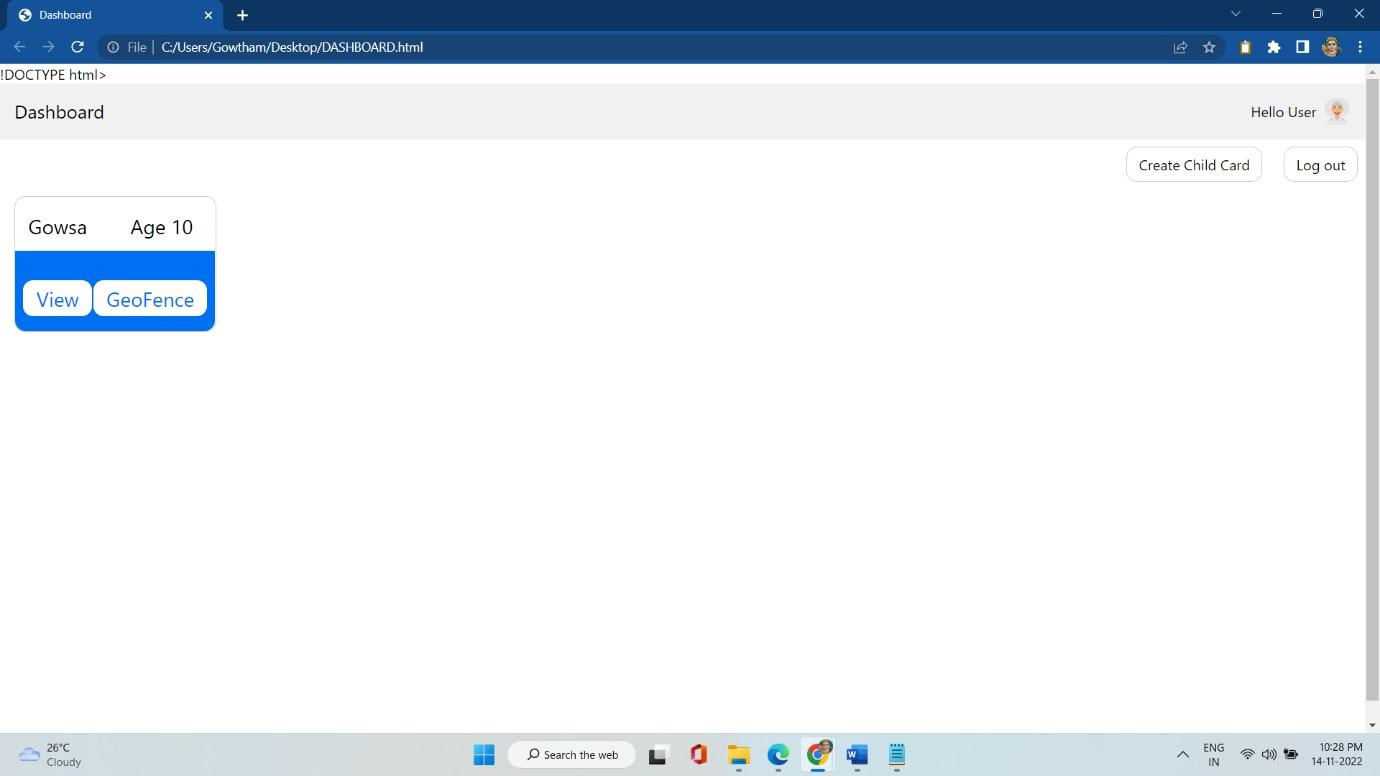 Dashboard
File C:/Users/Gowtham/Desktop/DASHBOARD.html
!DOCTYPE html>
Dashboard Hello User
Create Child Card Log out
Gowsa Age 10
View GeoFence
26°C
Cloudy
Search the web
ENG
IN
10:28 PM
14-11-2022